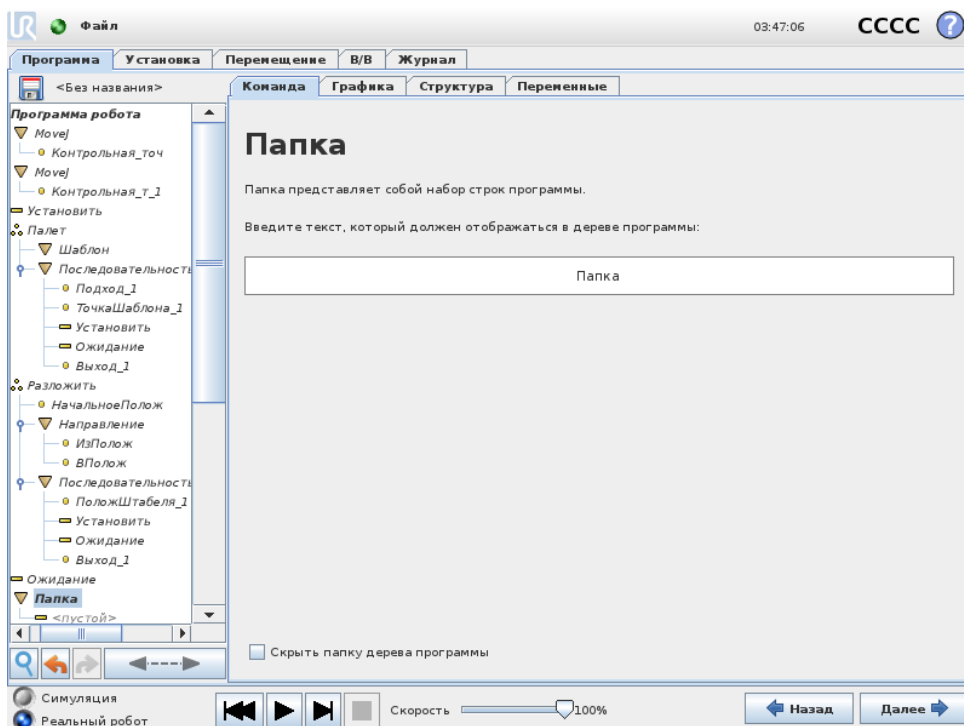 UR Файл 03:47:06 CCCC ?
Программа Установка Перемещение В/В Журнал
<Без названия>
Команда Графика Структура Переменные
Программа робота
MoveJ
Контрольная_точ
MoveJ
Контрольная_т_1
Установить
Палет
Шаблон
Последовательность
Подход_1
ТочкаШаблона_1
Установить
Ожидание
Выход_1
Разложить
НачальноеПолож
Направление
ИзПолож
ВПолож
Последовательность
ПоложШтабеля_1
Установить
Ожидание
Выход_1
Ожидание
Папка
<пустой>
Папка
Папка представляет собой набор строк программы.
Введите текст, который должен отображаться в дереве программы:
Папка
Скрыть папку дерева программы
Симуляция
Реальный робот
Скорость 100%
Назад Далее